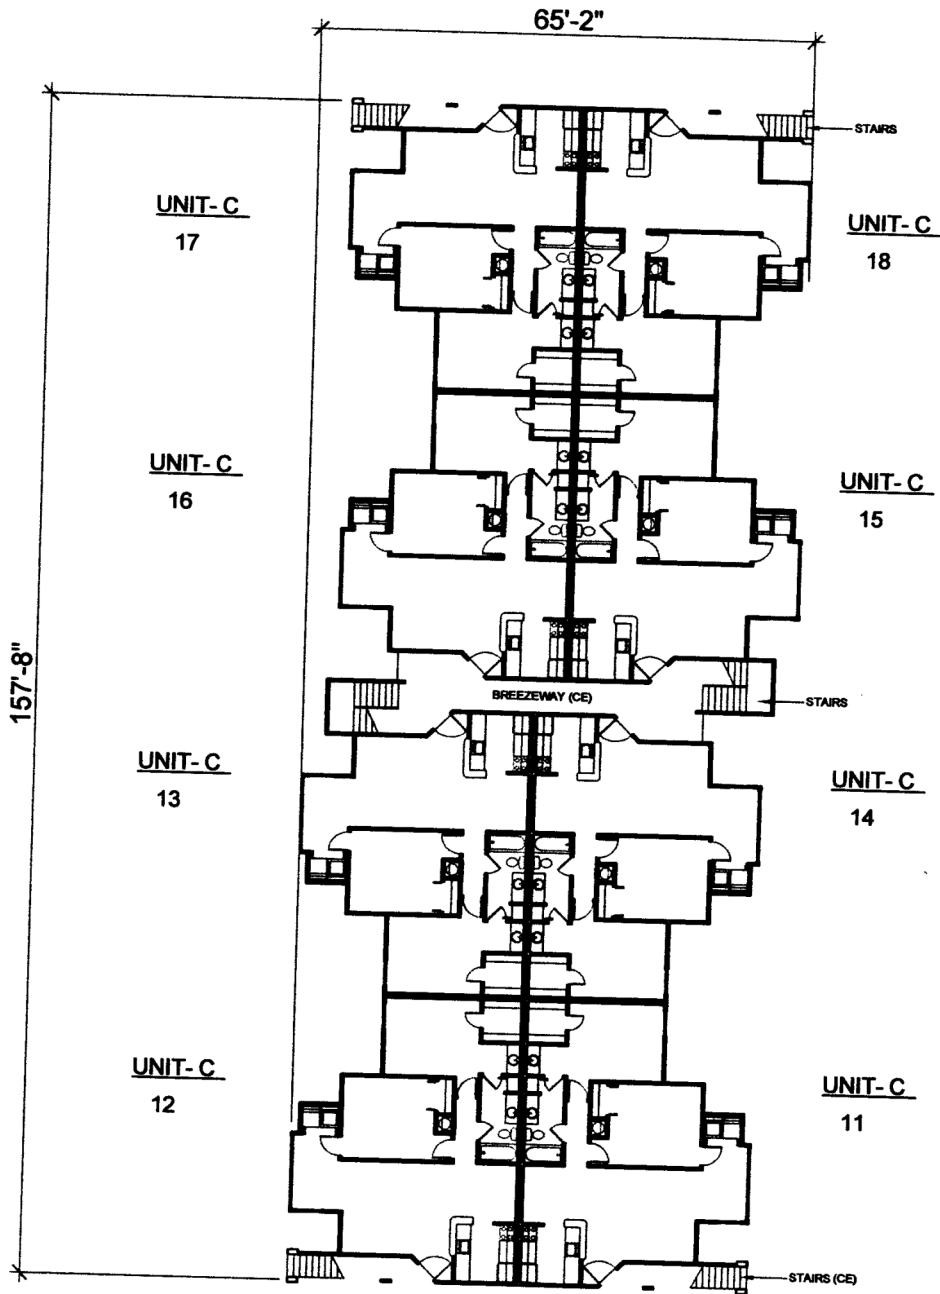 65'-2"
STAIRS
UNIT- C
17
UNIT- C
18
UNIT- C
16
UNIT- C
15
157'-8"
BREEZEWAY (CE)
STAIRS
UNIT- C
13
UNIT- C
14
UNIT- C
12
UNIT- C
11
STAIRS (CE)